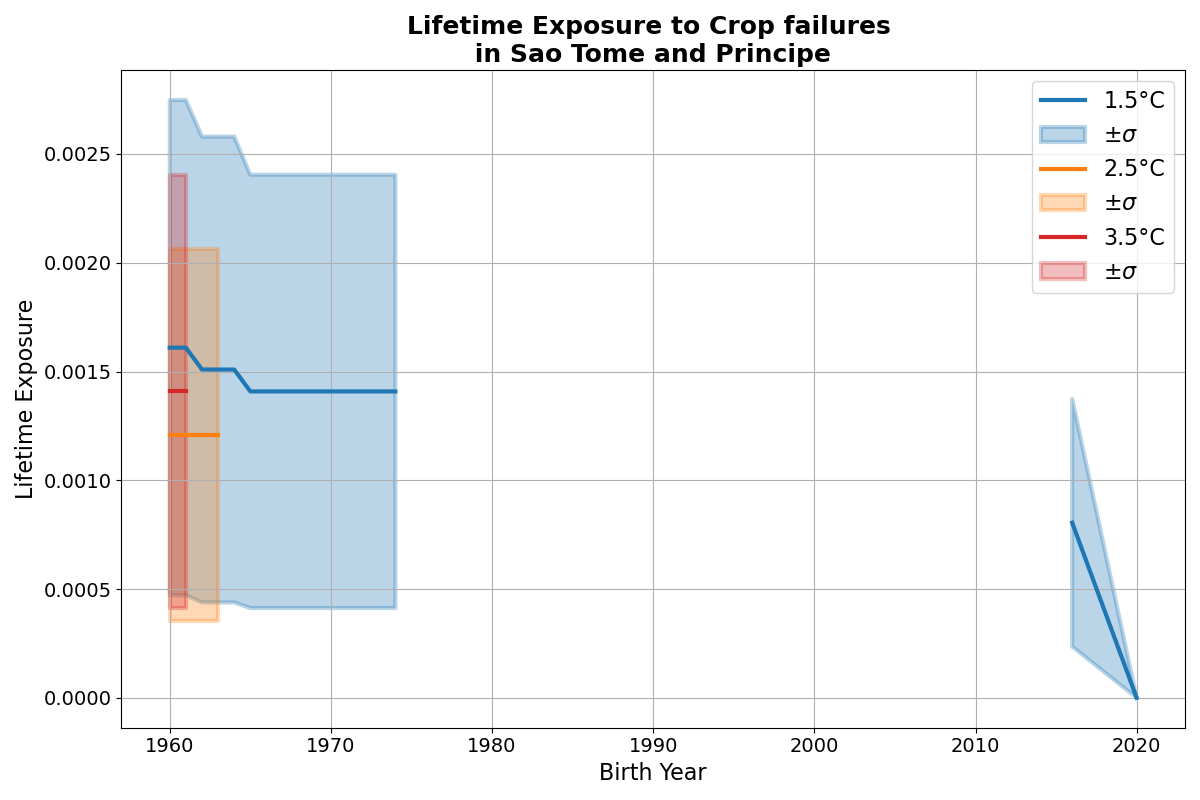 Lifetime Exposure to Crop failures
in Sao Tome and Principe
1.5°C
±σ
2.5°C
±σ
3.5°C
±σ
Lifetime Exposure
0.0025
0.0020
0.0015
0.0010
0.0005
0.0000
1960
1970
1980
1990
2000
2010
2020
Birth Year